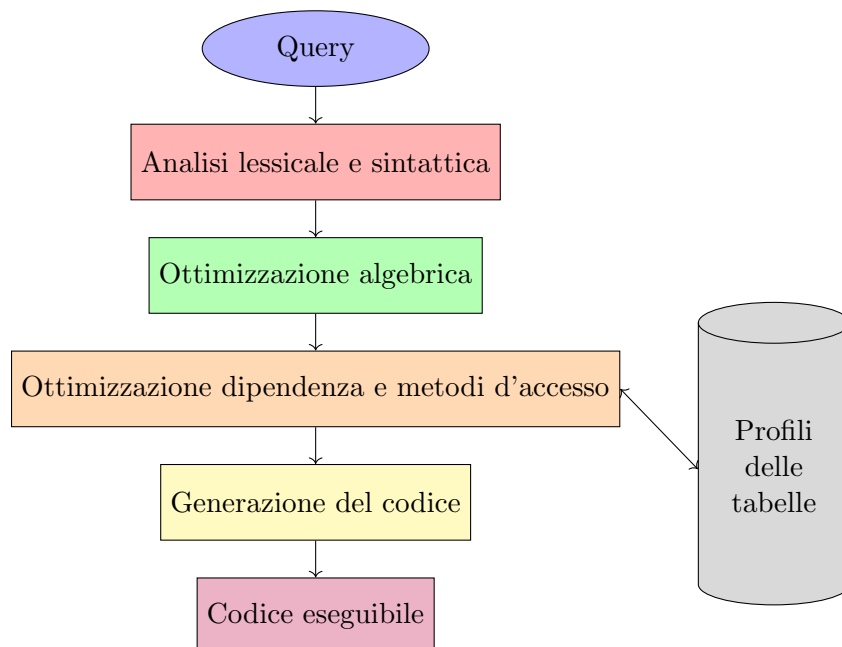 Query
Analisi lessicale e sintattica
Ottimizzazione algebrica
Ottimizzazione dipendenza e metodi d'accesso
Profili
delle
tabelle
Generazione del codice
Codice eseguibile